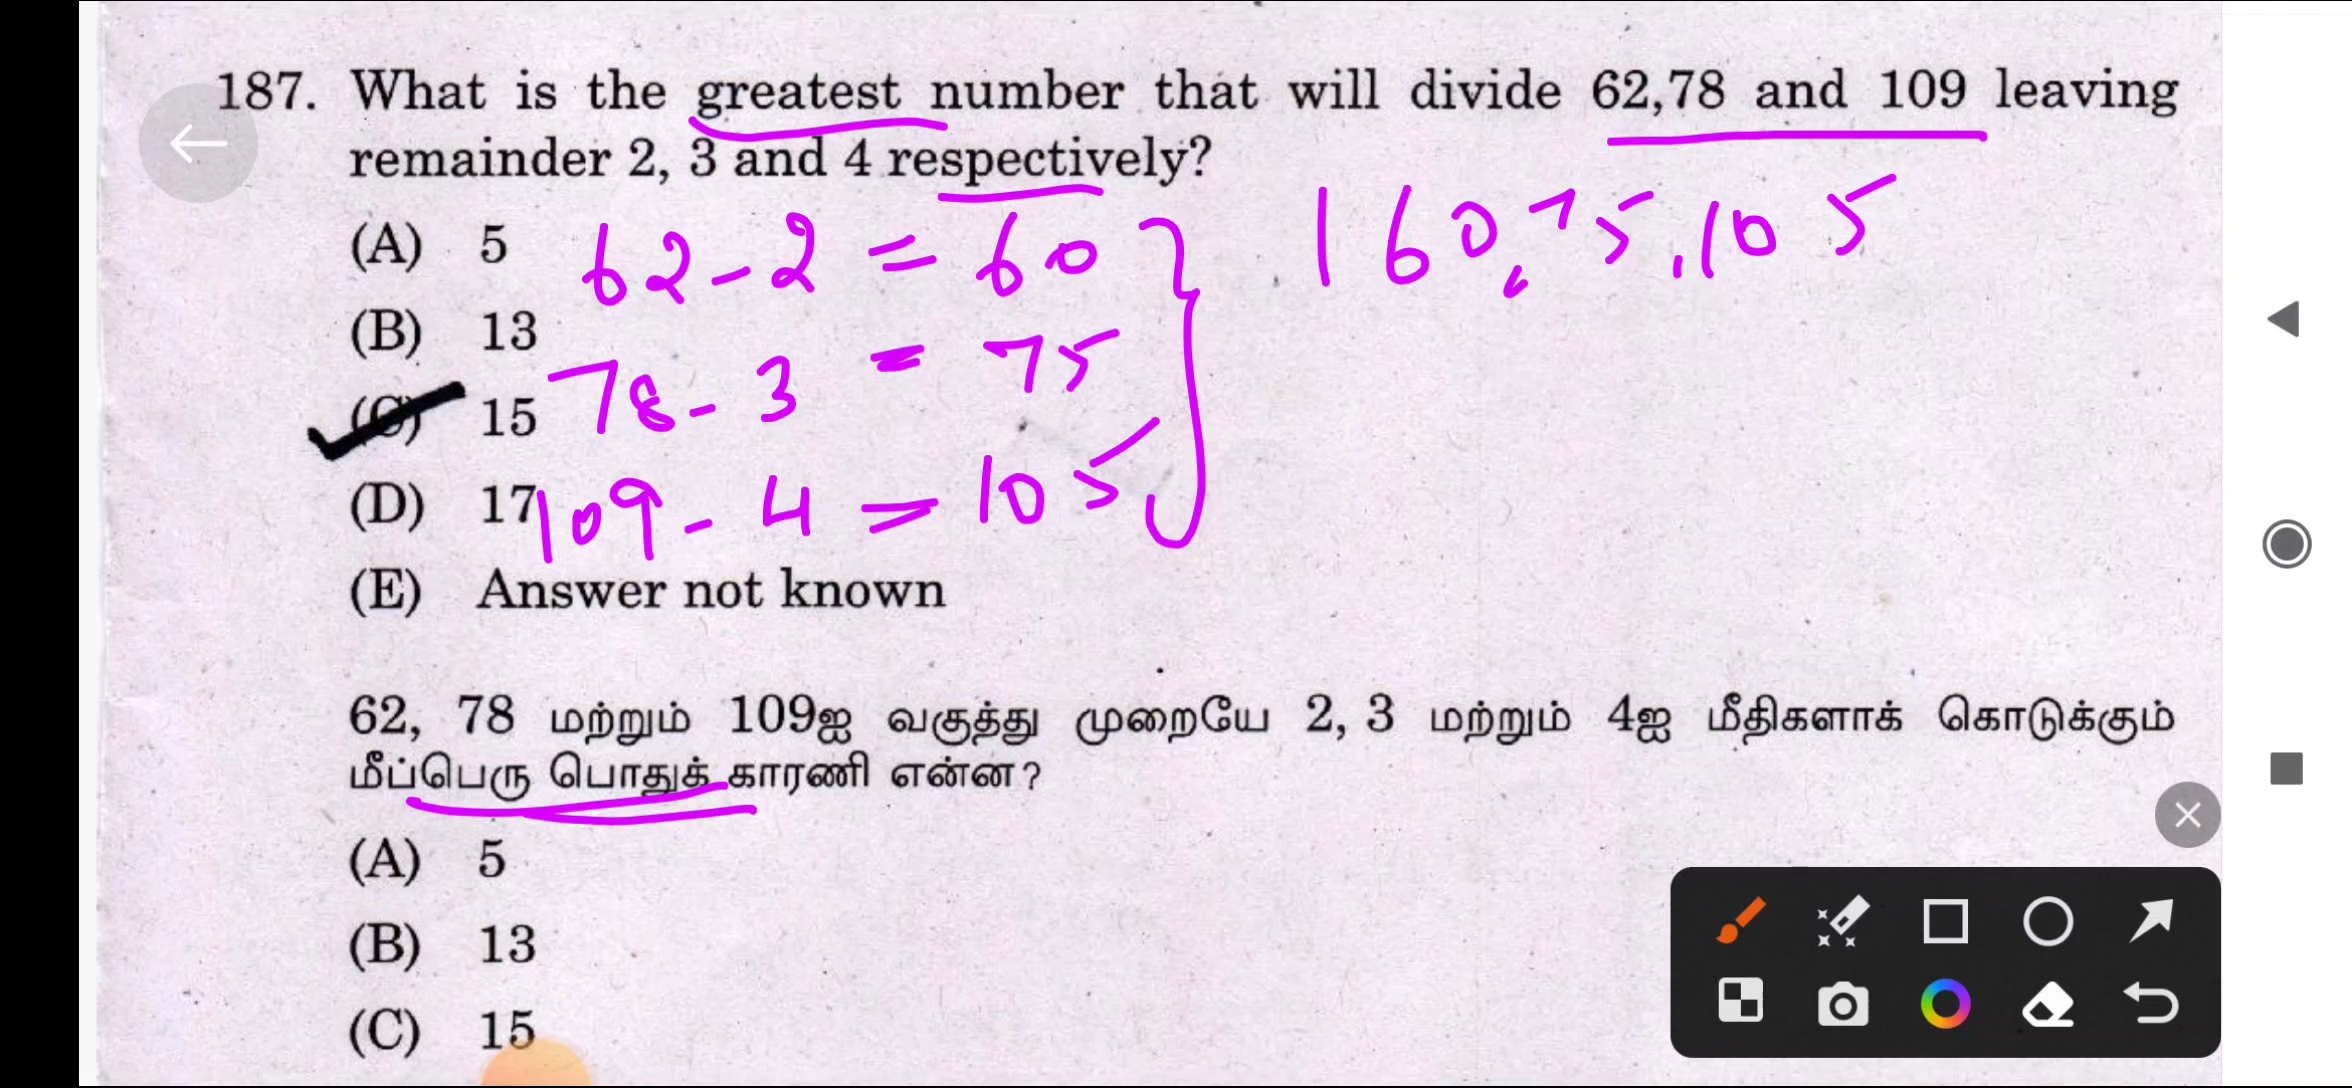 187. What is the greatest number that will divide 62,78 and 109 leaving
remainder 2, 3 and 4 respectively?
(A) 5
62 - 2 = 60
160,75,105
(B) 13
(C) 15
78 - 3 = 75
(D) 17
109 - 4 = 105
(E) Answer not known
62, 78 மற்றும் 109ஐ வகுத்து முறையே 2, 3 மற்றும் 4ஐ மீதிகளாக் கொடுக்கும்
மீப்பெரு பொதுக் காரணி என்ன?
(A) 5
(B) 13
(C) 15